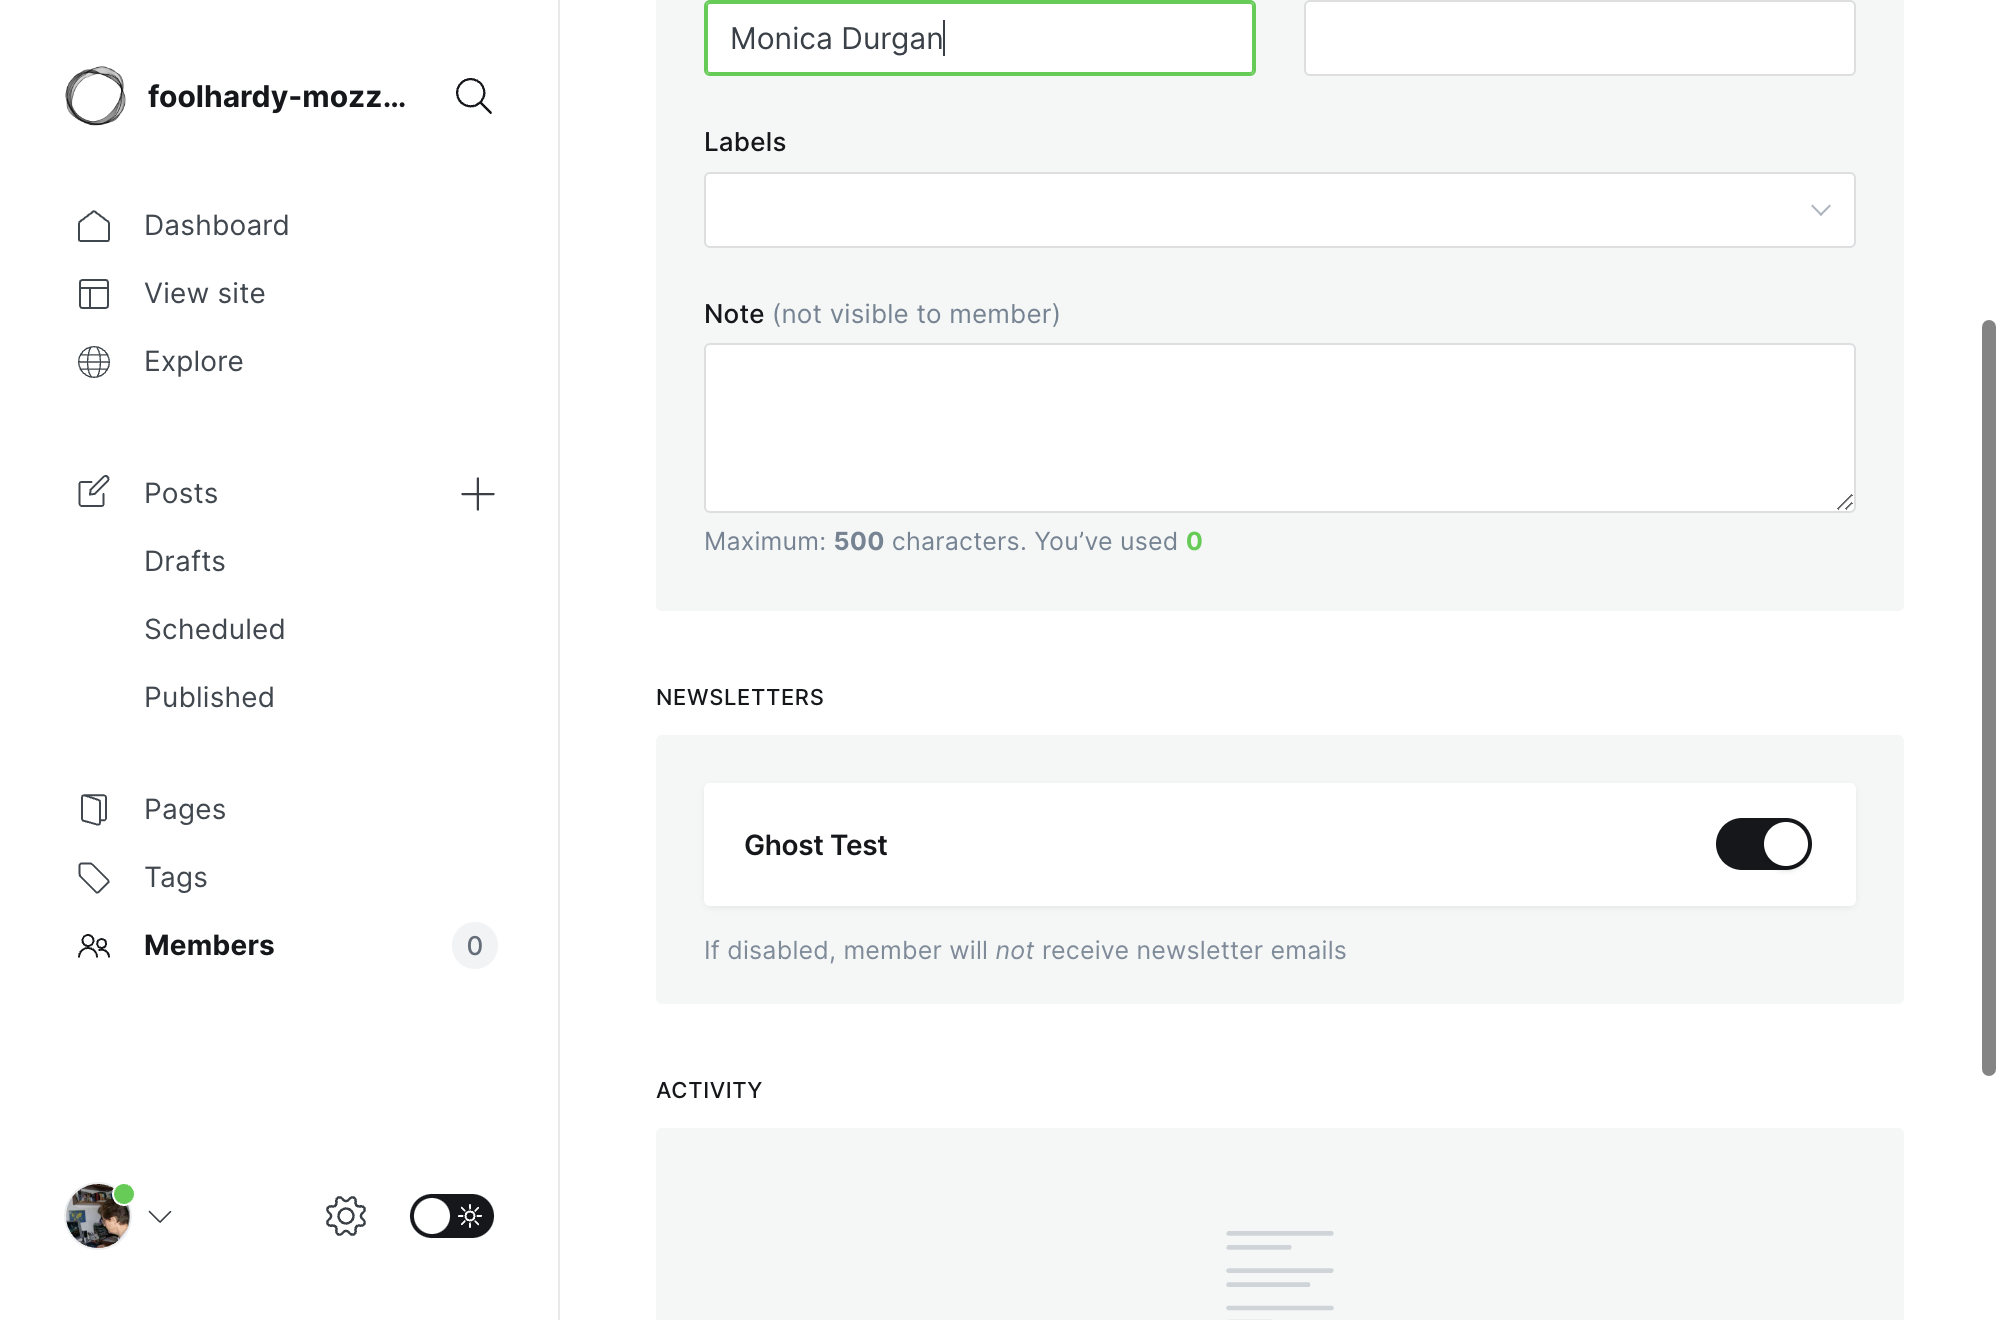 foolhardy-mozz...
Dashboard
View site
Explore
Posts
Drafts
Scheduled
Published
Pages
Tags
Members
0
Monica Durgan
Labels
Note (not visible to member)
Maximum: 500 characters. You’ve used 0
NEWSLETTERS
Ghost Test
If disabled, member will not receive newsletter emails
ACTIVITY